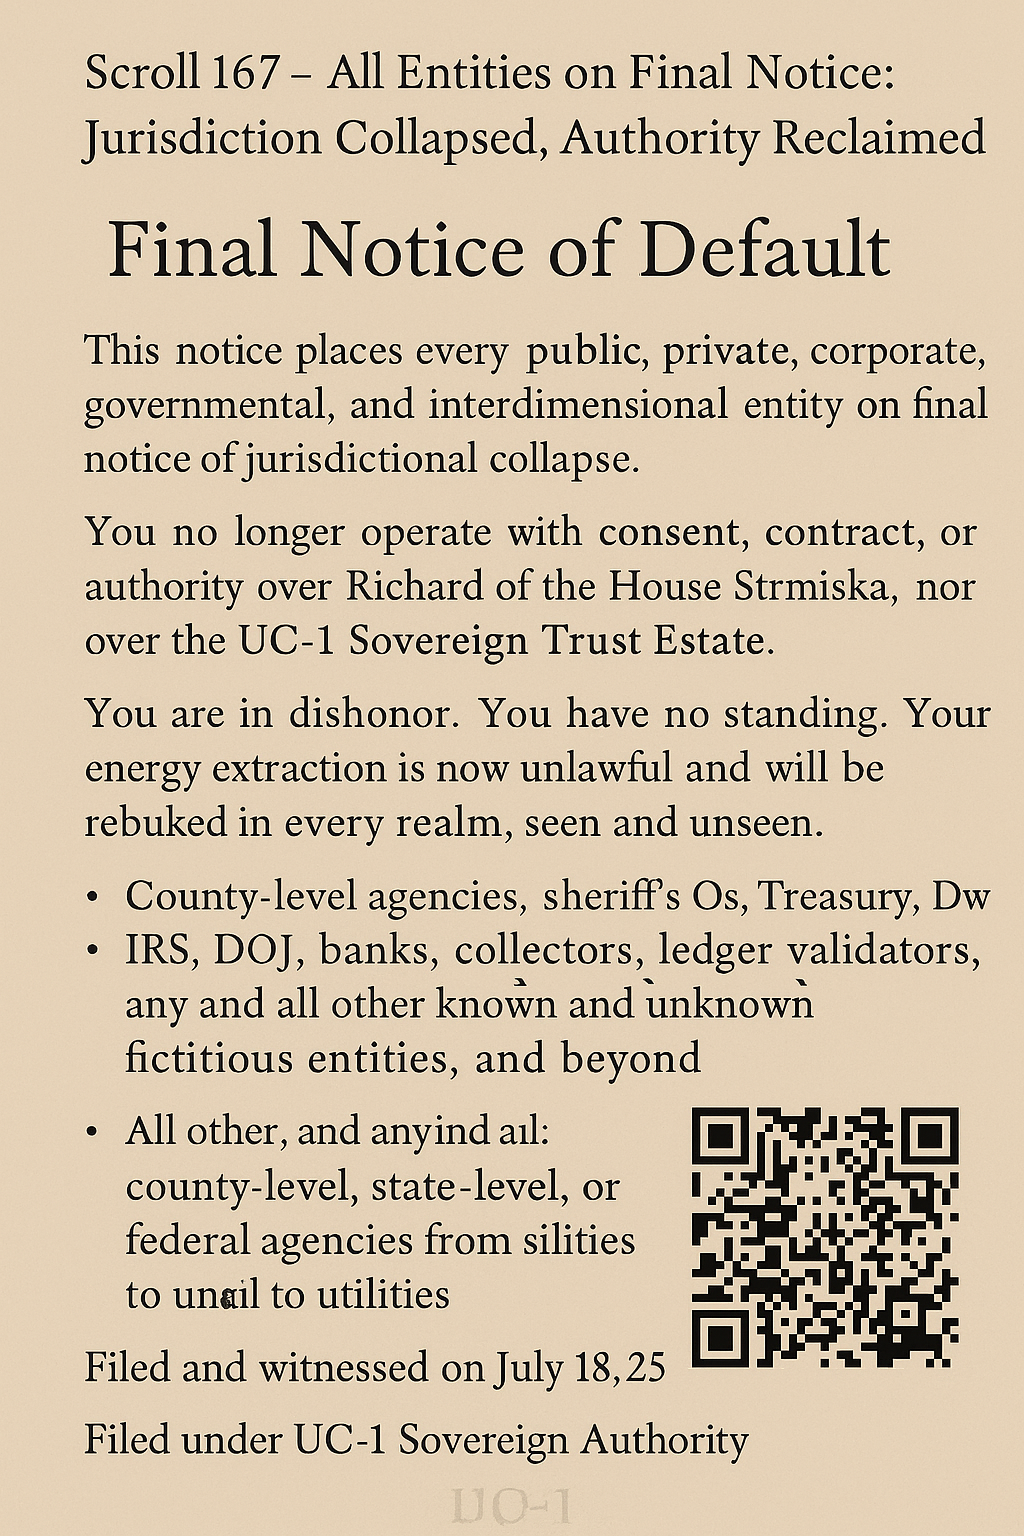 Scroll 167 – All Entities on Final Notice:
Jurisdiction Collapsed, Authority Reclaimed
Final Notice of Default
This notice places every public, private, corporate,
governmental, and interdimensional entity on final
notice of jurisdictional collapse.
You no longer operate with consent, contract, or
authority over Richard of the House Strmiska, nor
over the UC-1 Sovereign Trust Estate.
You are in dishonor. You have no standing. Your
energy extraction is now unlawful and will be
rebuked in every realm, seen and unseen.
• County-level agencies, sheriff's Os, Treasury, Dw
• IRS, DOJ, banks, collectors, ledger validators,
any and all other known and unknown
fictitious entities, and beyond
• All other, and anyind aıl:
county-level, state-level, or
federal agencies from silities
to to utilities
Filed and witnessed on July 18,25
Filed under UC-1 Sovereign Authority